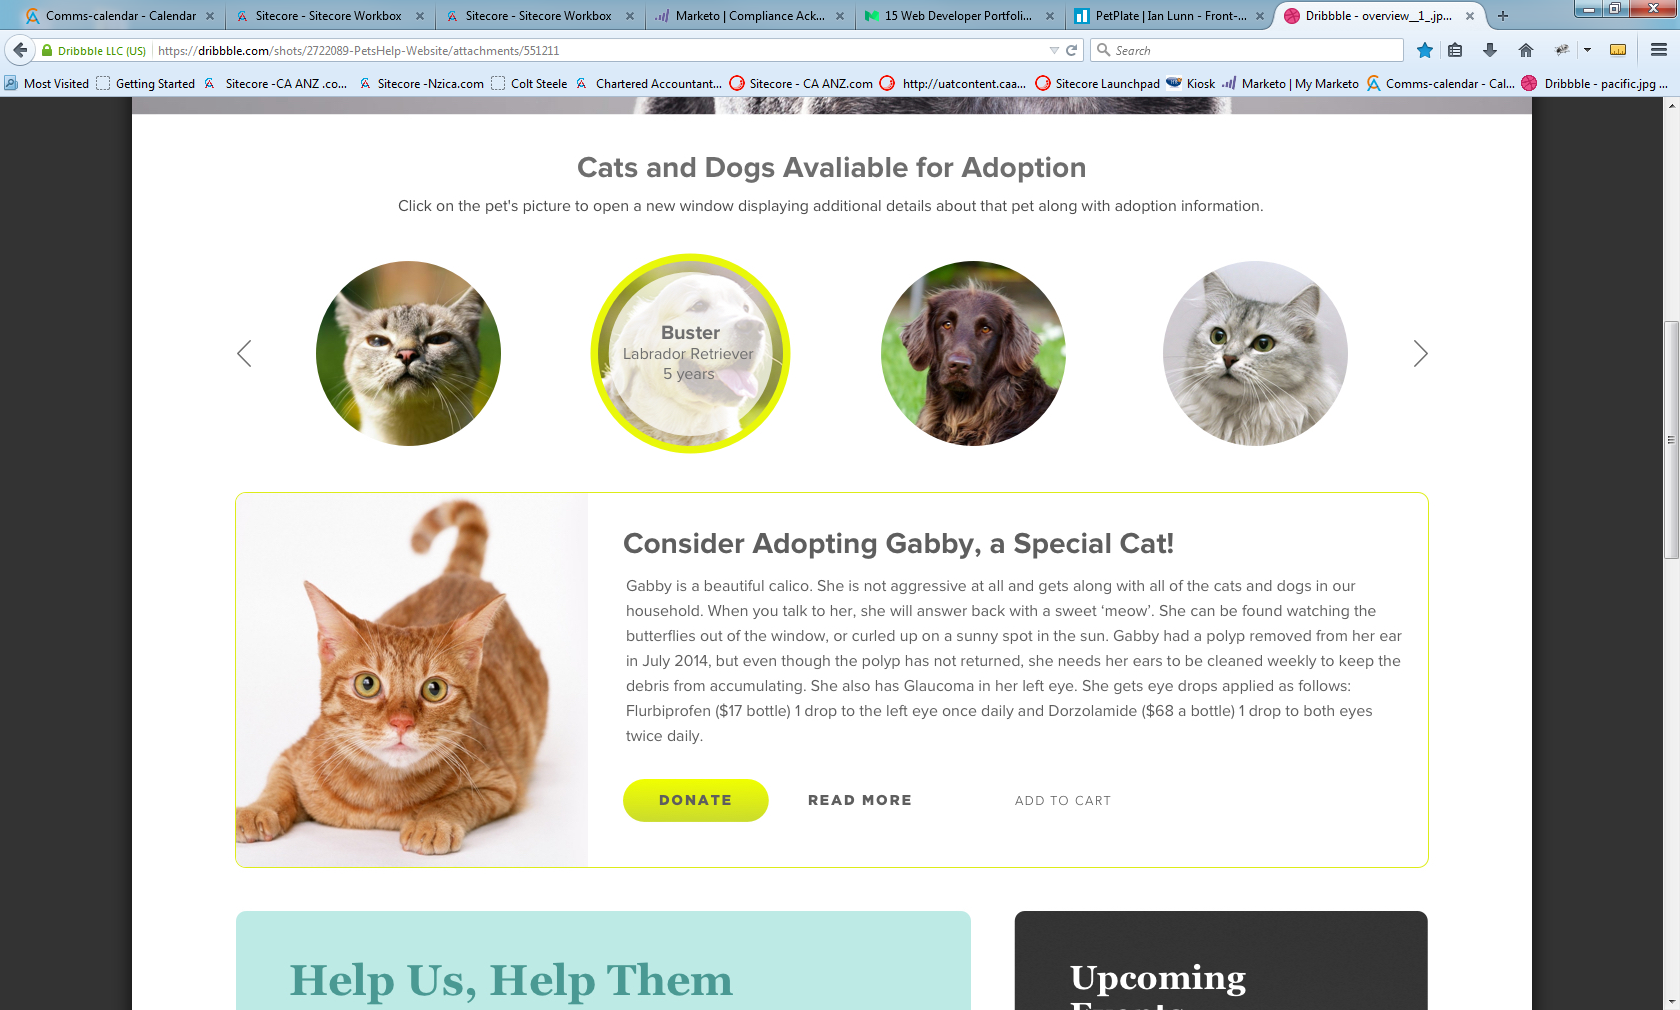 Comms-calendar - Calendar
Sitecore - Sitecore Workbox
Sitecore - Sitecore Workbox
Marketo | Compliance Ack...
15 Web Developer Portfoli...
PetPlate | Ian Lunn - Front-...
Dribbble - overview__1_.jp...
Dribbble LLC (US)
https://dribbble.com/shots/2722089-PetsHelp-Website/attachments/551211
Search
Most Visited
Getting Started
Sitecore -CA ANZ .co...
Sitecore -Nzica.com
Colt Steele
Chartered Accountant...
Sitecore - CA ANZ.com
http://uatcontent.caa...
Sitecore Launchpad
Kiosk
Marketo | My Marketo
Comms-calendar - Cal...
Dribbble - pacific.jpg ...
Cats and Dogs Avaliable for Adoption
Click on the pet's picture to open a new window displaying additional details about that pet along with adoption information.
Buster
Labrador Retriever
5 years
Consider Adopting Gabby, a Special Cat!
Gabby is a beautiful calico. She is not aggressive at all and gets along with all of the cats and dogs in our
household. When you talk to her, she will answer back with a sweet ‘meow’. She can be found watching the
butterflies out of the window, or curled up on a sunny spot in the sun. Gabby had a polyp removed from her ear
in July 2014, but even though the polyp has not returned, she needs her ears to be cleaned weekly to keep the
debris from accumulating. She also has Glaucoma in her left eye. She gets eye drops applied as follows:
Flurbiprofen ($17 bottle) 1 drop to the left eye once daily and Dorzolamide ($68 a bottle) 1 drop to both eyes
twice daily.
DONATE
READ MORE
ADD TO CART
Help Us, Help Them
Upcoming
Events